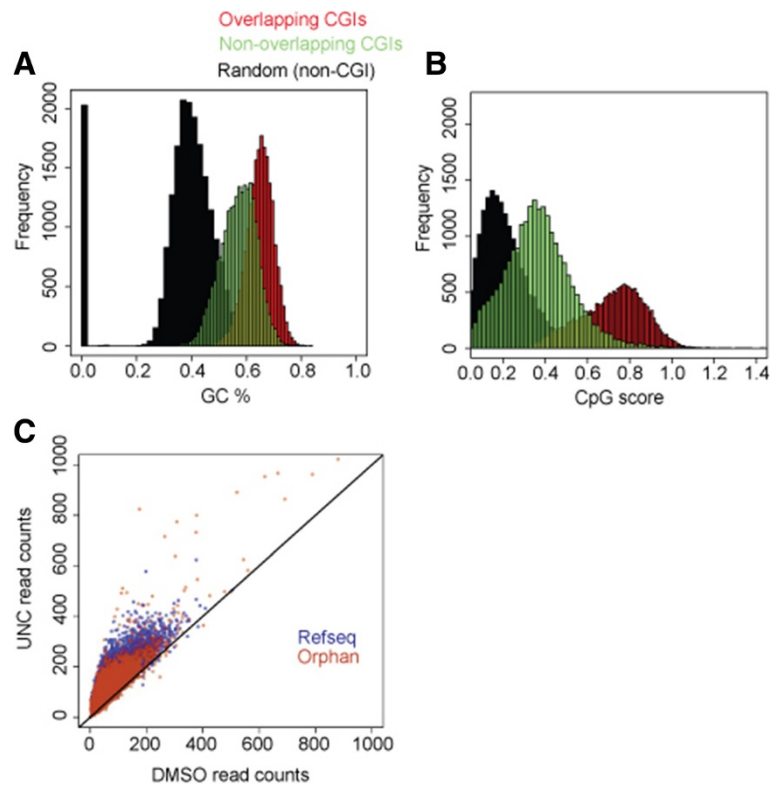 Overlapping CGIs
Non-overlapping CGIs
Random (non-CGI)
A
Frequency
0 500 1000 1500 2000
0.0 0.2 0.4 0.6 0.8 1.0
GC %
B
Frequency
0 500 1000 1500 2000
0.0 0.2 0.4 0.6 0.8 1.0 1.2 1.4
CpG score
C
UNC read counts
0 200 400 600 800 1000
Refseq
Orphan
0 200 400 600 800 1000
DMSO read counts